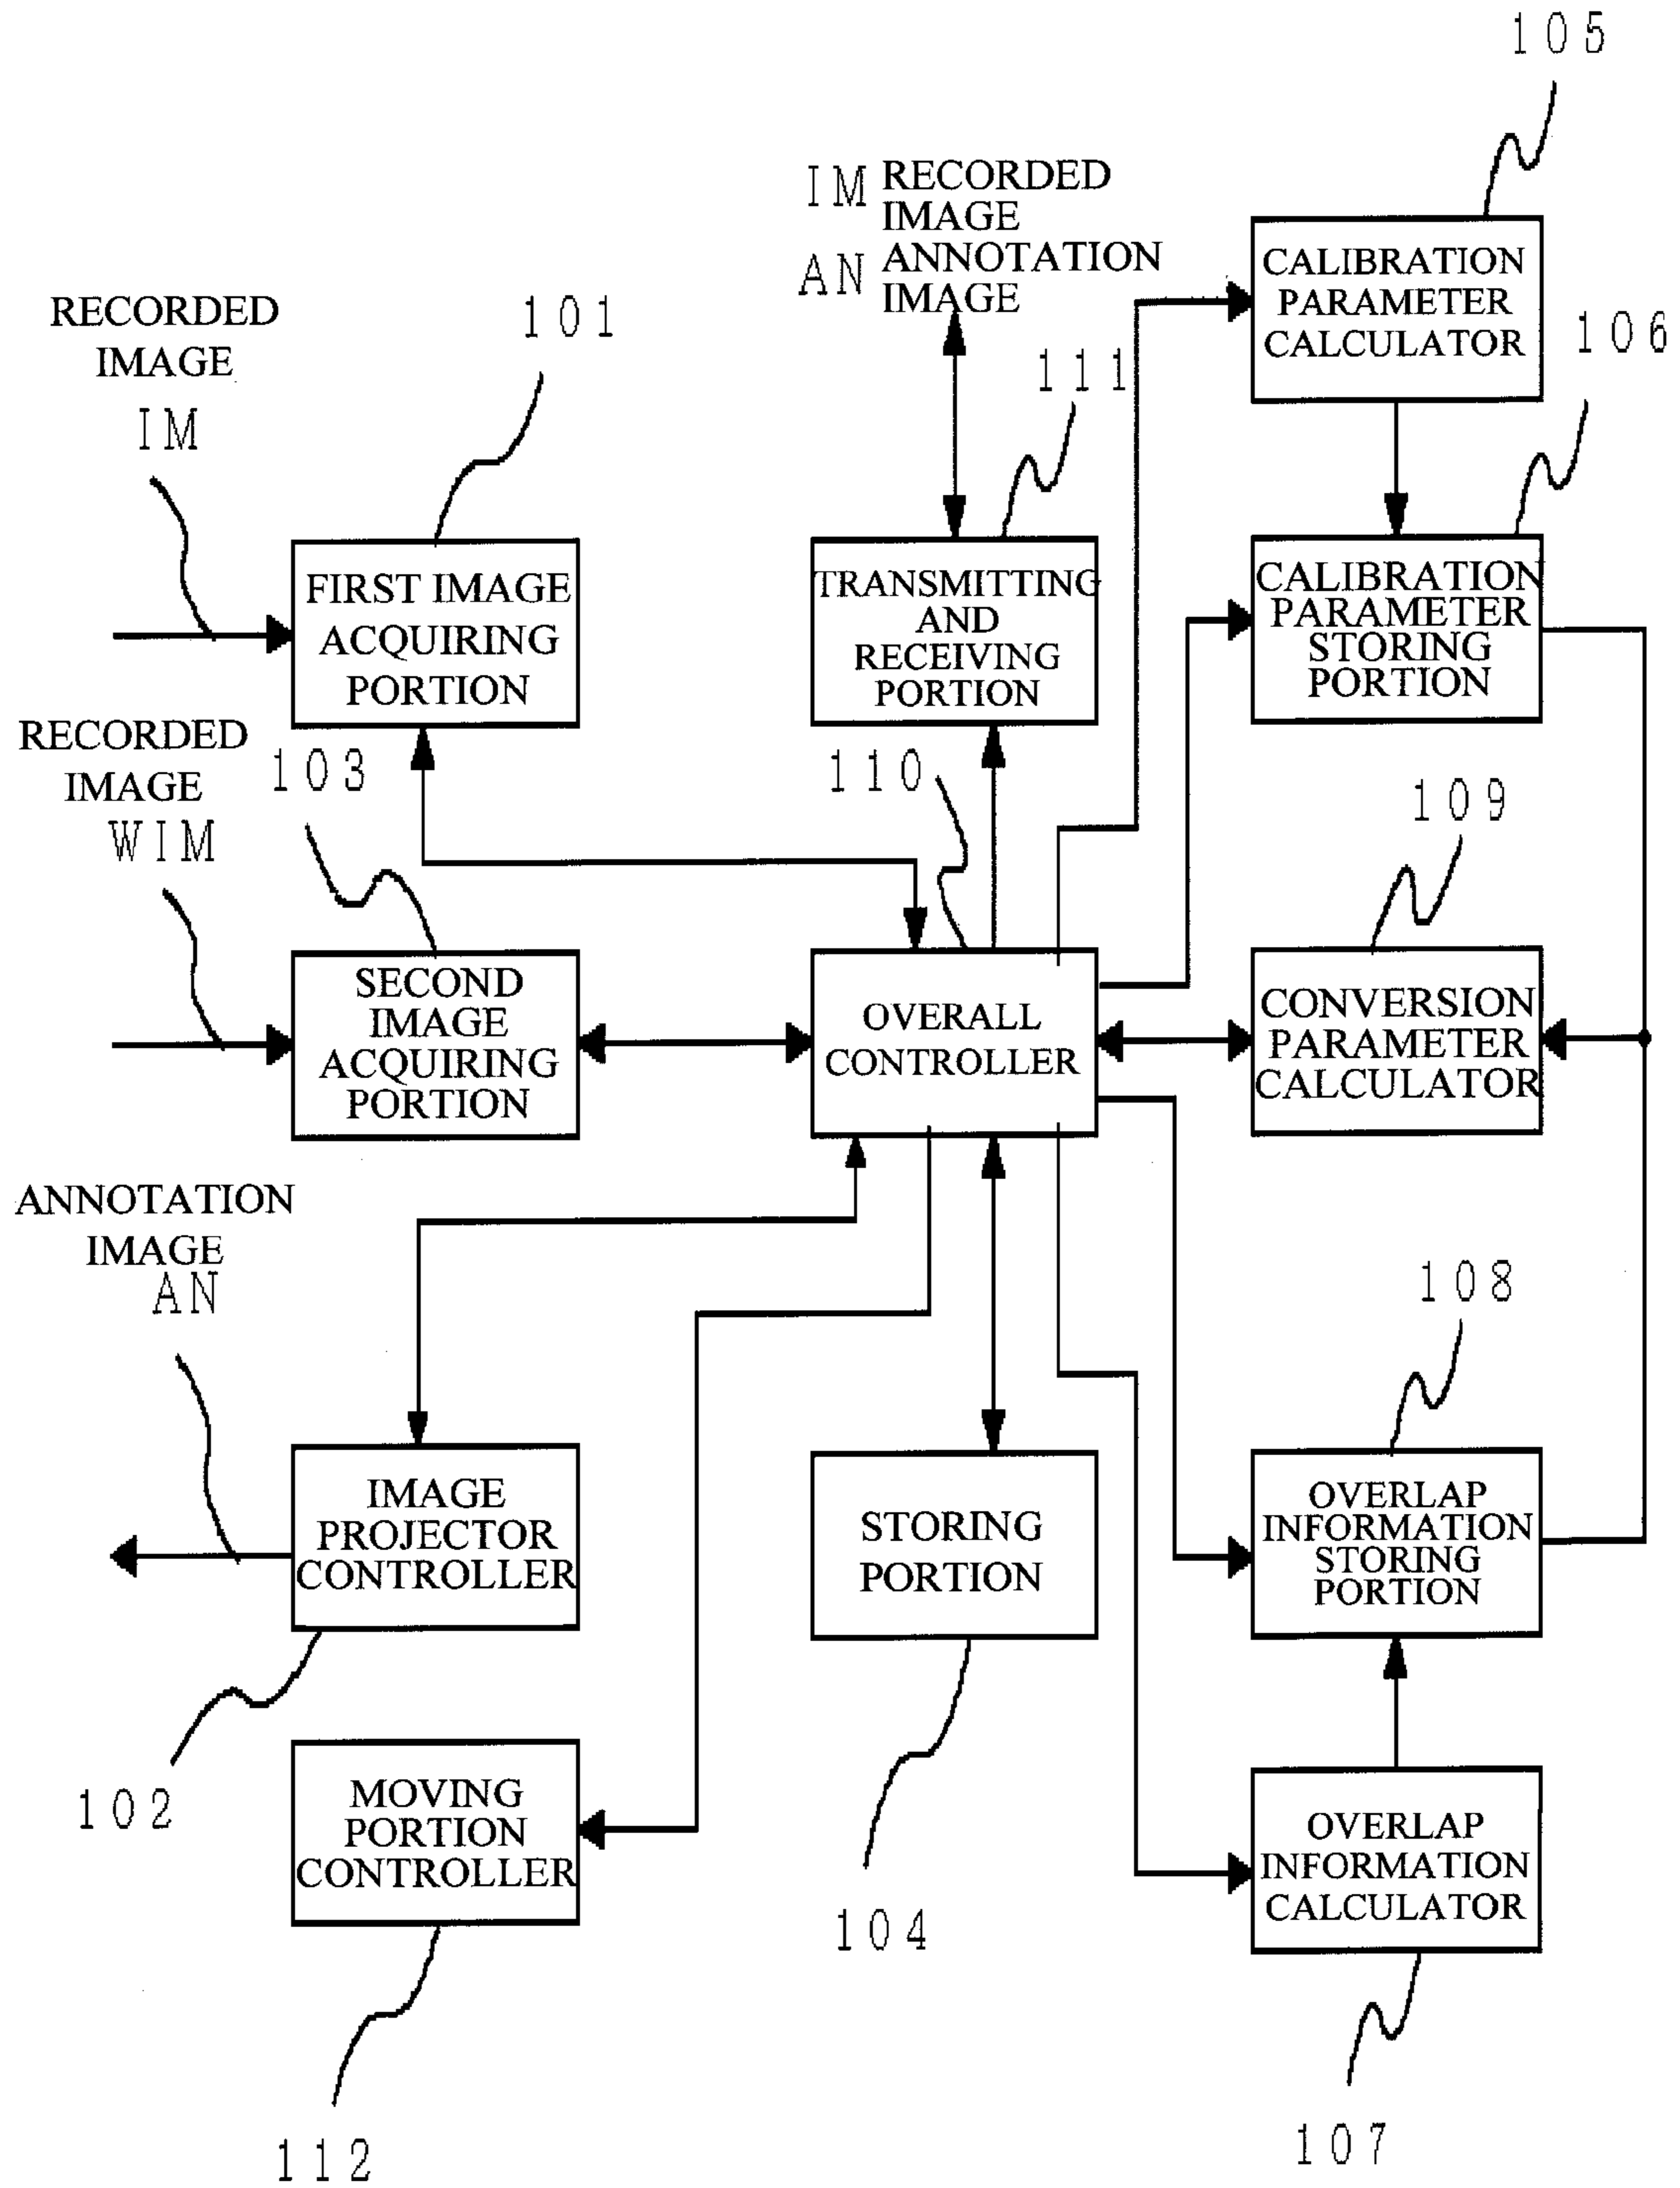 105
IM RECORDED
IMAGE
AN ANNOTATION
IMAGE
CALIBRATION
PARAMETER
CALCULATOR
RECORDED
IMAGE
IM
101
111
106
FIRST IMAGE
ACQUIRING
PORTION
TRANSMITTING
AND
RECEIVING
PORTION
CALIBRATION
PARAMETER
STORING
PORTION
RECORDED
IMAGE
WIM
103
110
109
SECOND
IMAGE
ACQUIRING
PORTION
OVERALL
CONTROLLER
CONVERSION
PARAMETER
CALCULATOR
ANNOTATION
IMAGE
AN
108
IMAGE
PROJECTOR
CONTROLLER
STORING
PORTION
OVERLAP
INFORMATION
STORING
PORTION
102
MOVING
PORTION
CONTROLLER
104
OVERLAP
INFORMATION
CALCULATOR
112
107